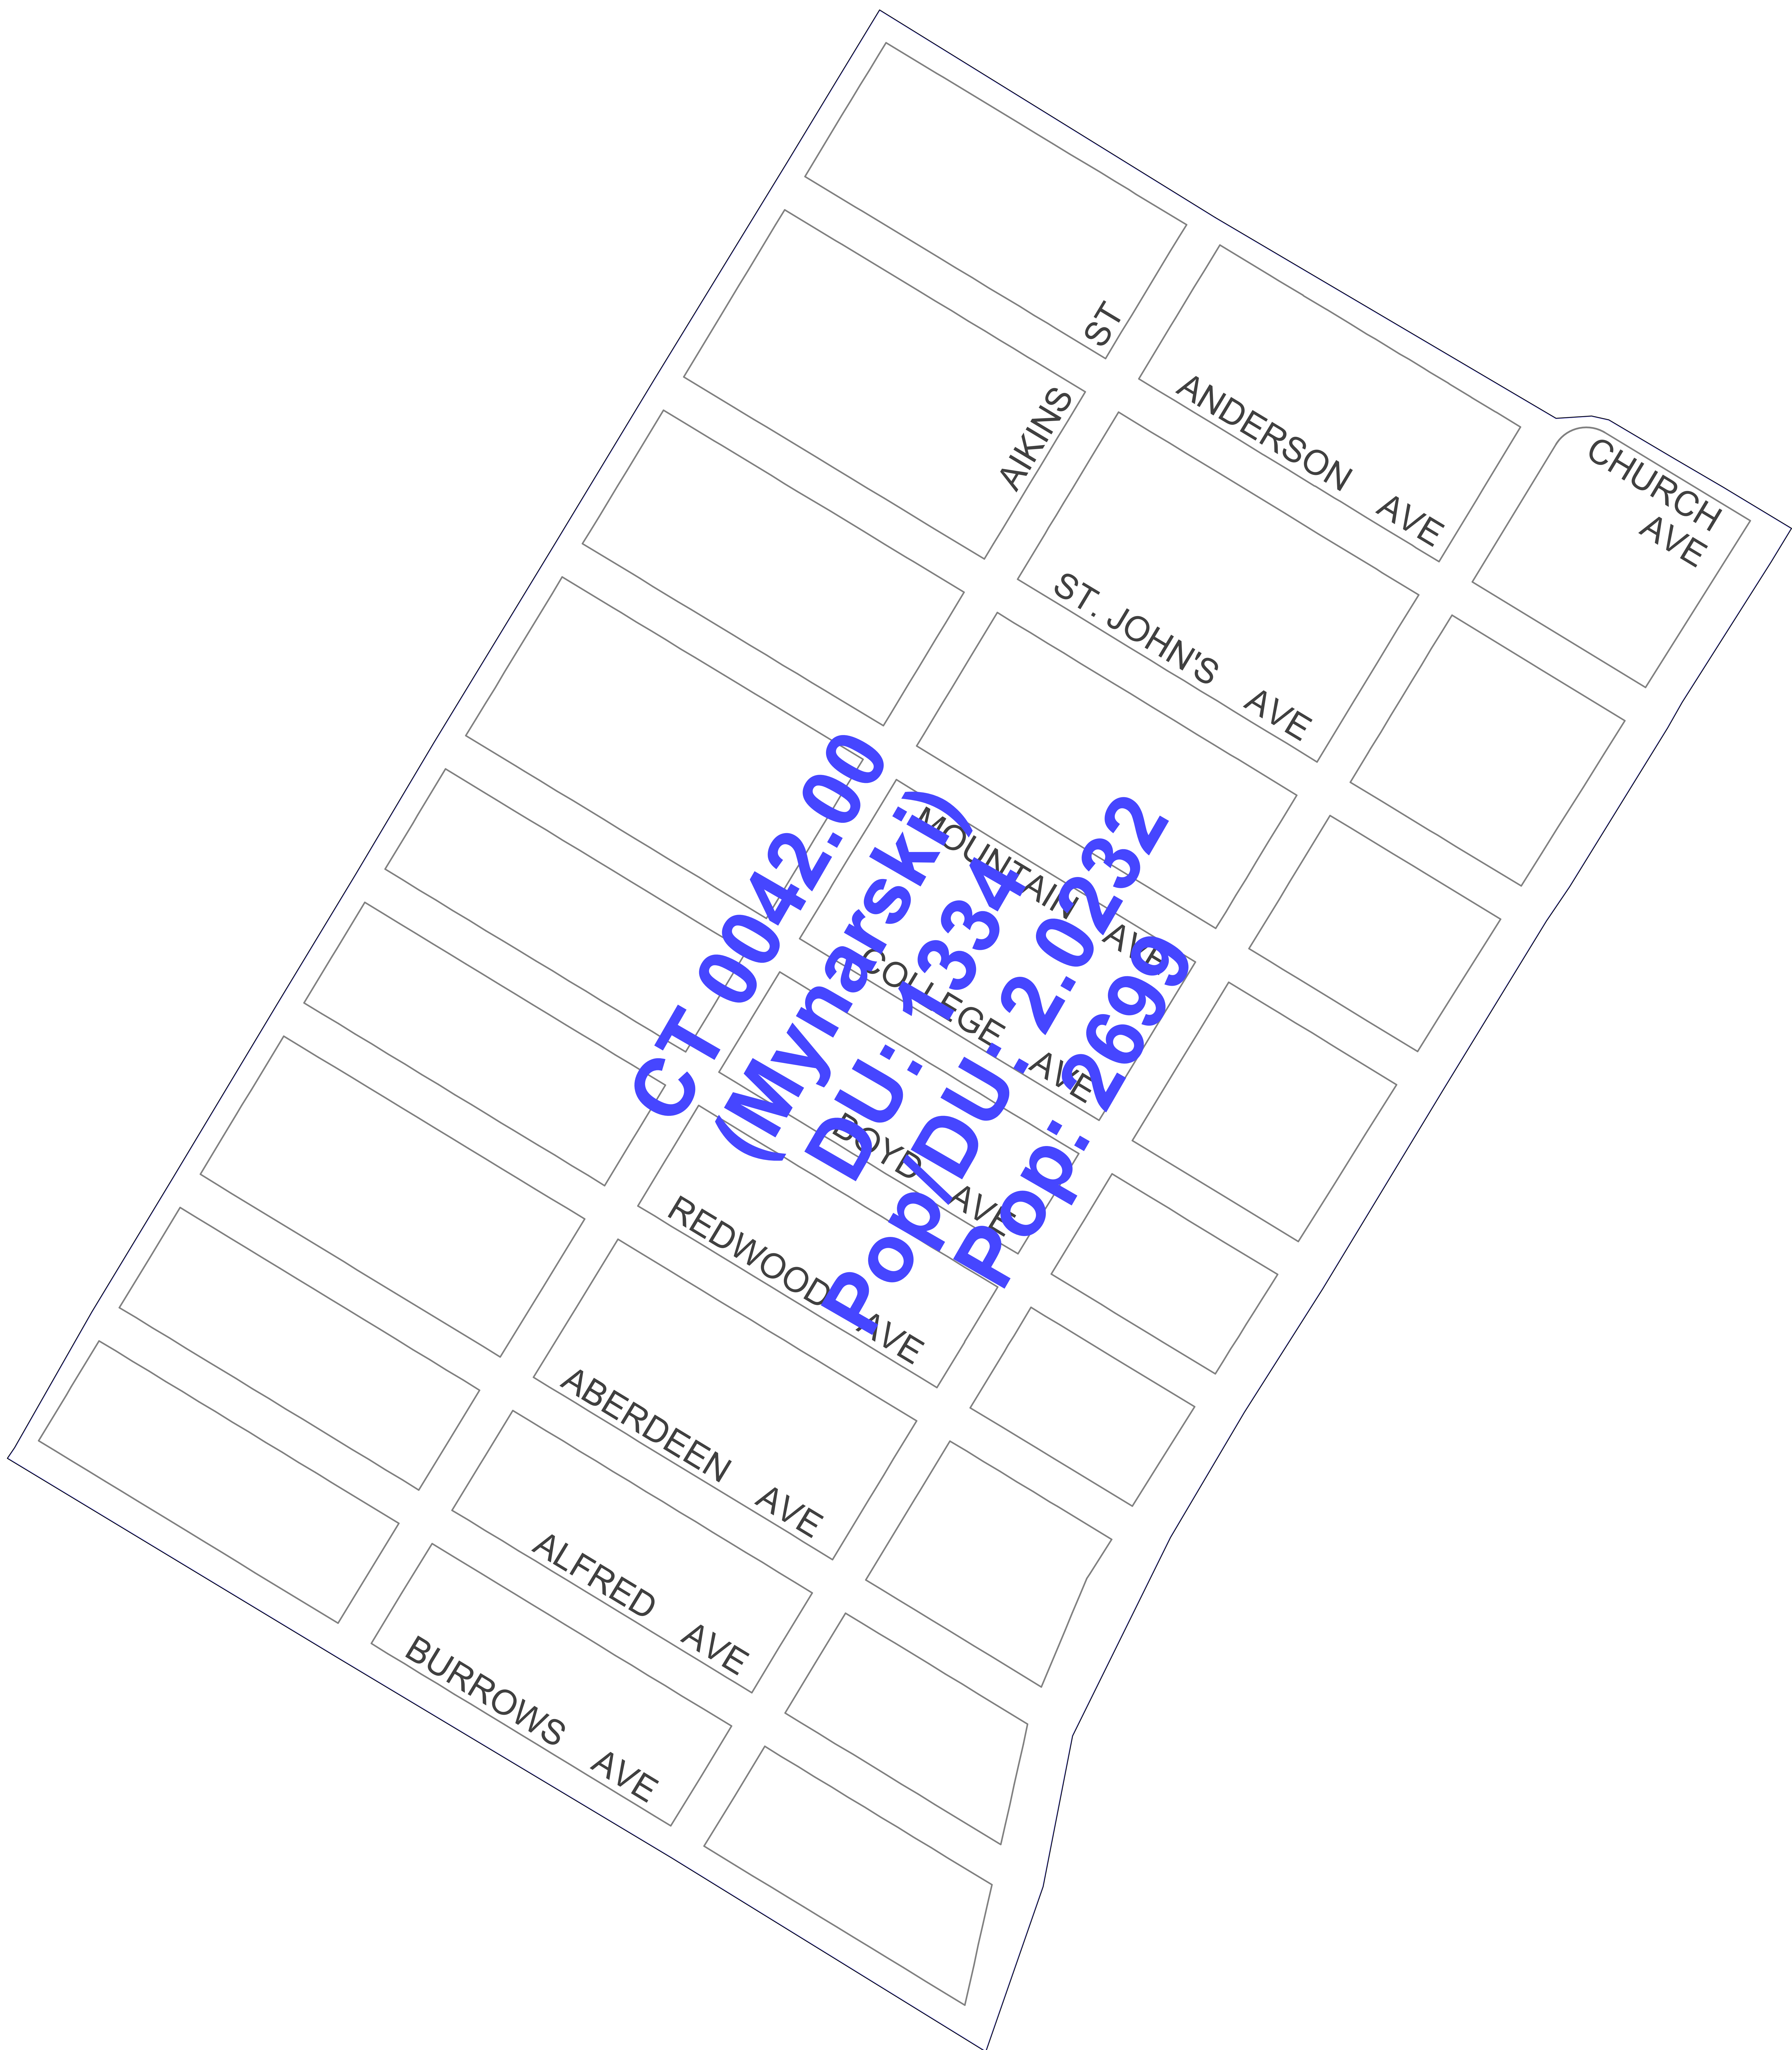 ST
AIKINS
ANDERSON AVE
CHURCH
AVE
ST. JOHN'S AVE
MOUNTAIN AVE
COLLEGE AVE
BOYD AVE
REDWOOD AVE
ABERDEEN AVE
ALFRED AVE
BURROWS AVE
CT 0042.00
(Mynarski)
DU: 1334
Pop/DU: 2.0232
Pop: 2699